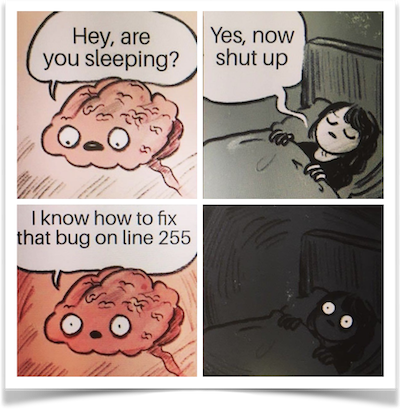 Hey, are
you sleeping?
Yes, now
shut up
I know how to fix
that bug on line 255